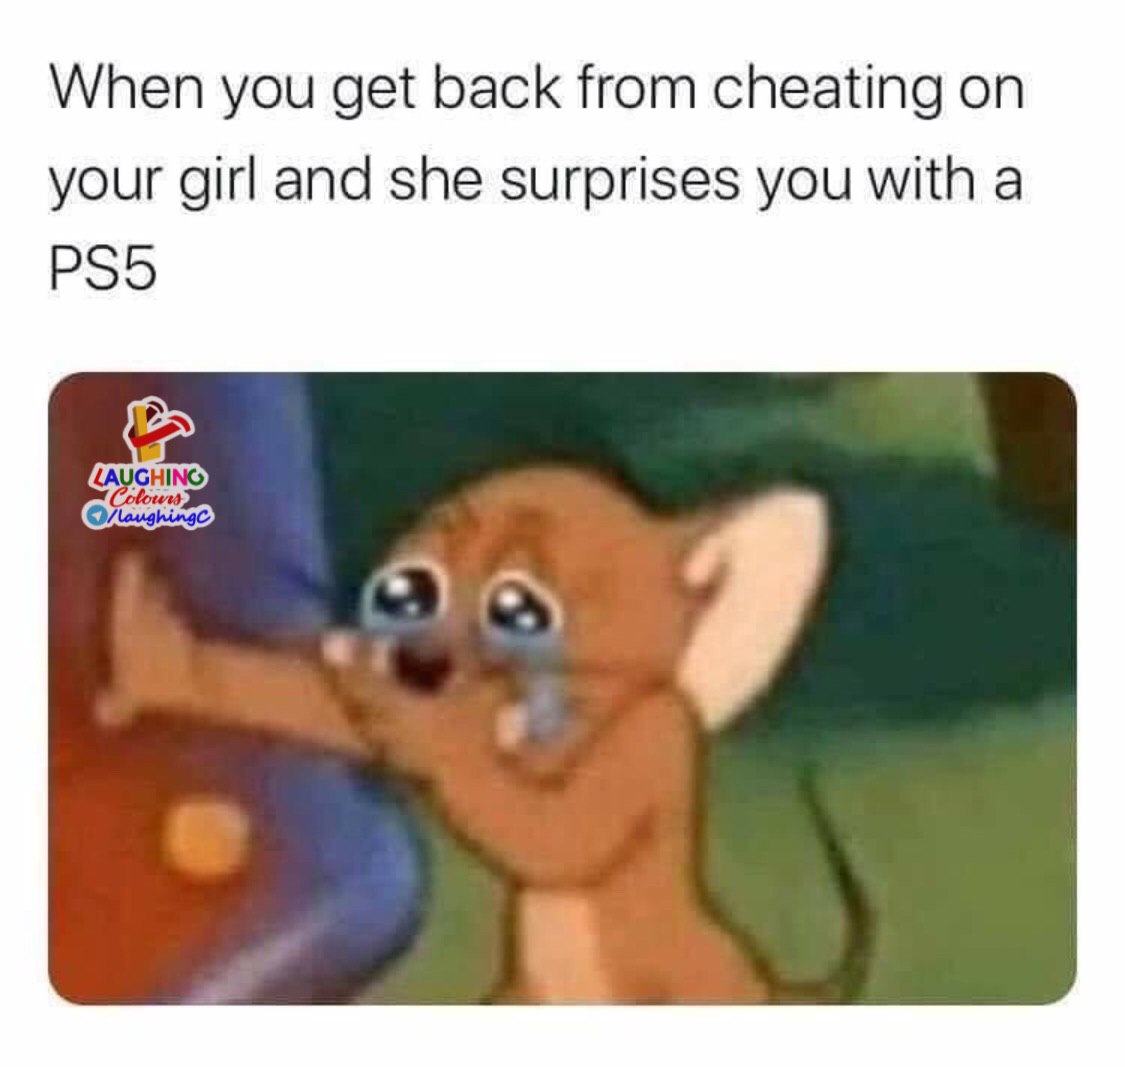 When you get back from cheating on
your girl and she surprises you with a
PS5
LAUGHING
Colours
/laughingC